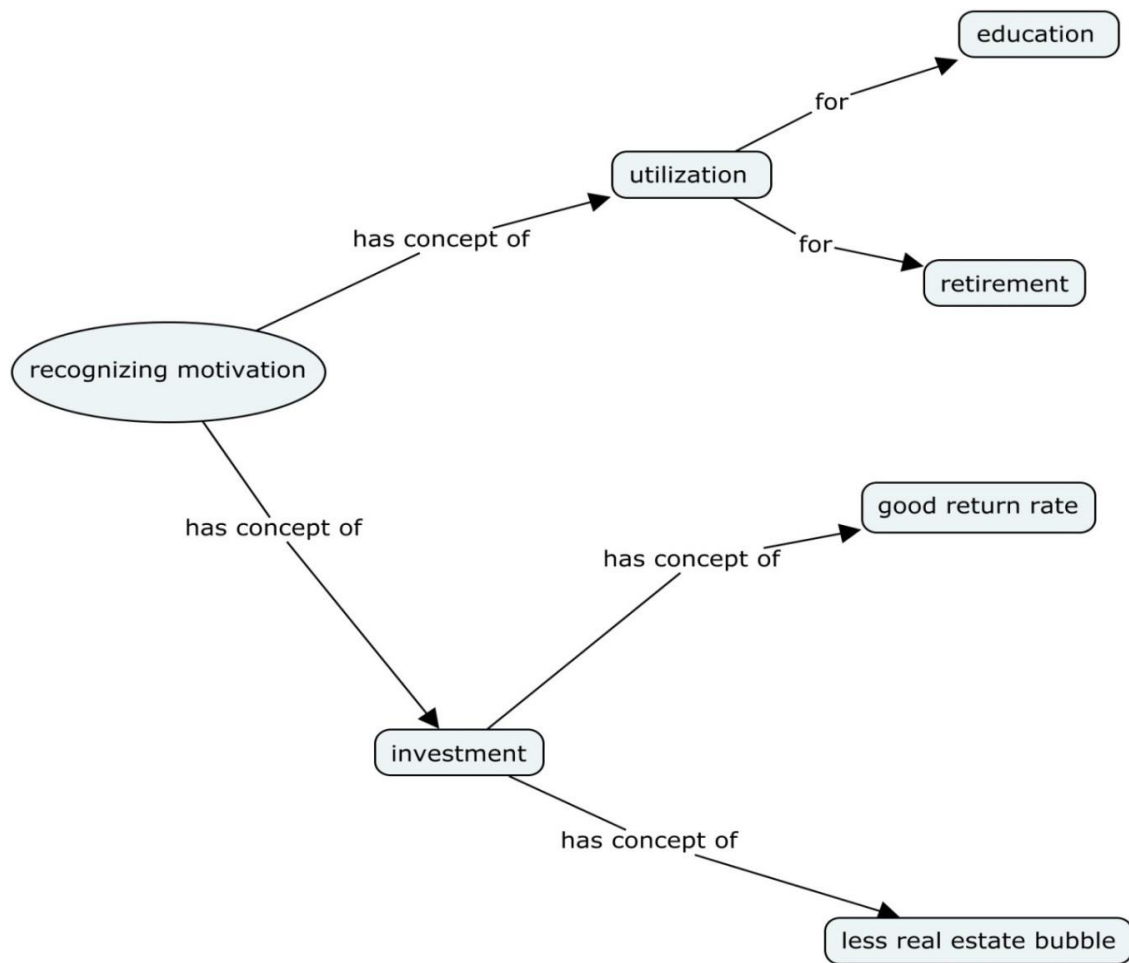 education
for
utilization
has concept of
for
retirement
recognizing motivation
good return rate
has concept of
has concept of
investment
has concept of
less real estate bubble